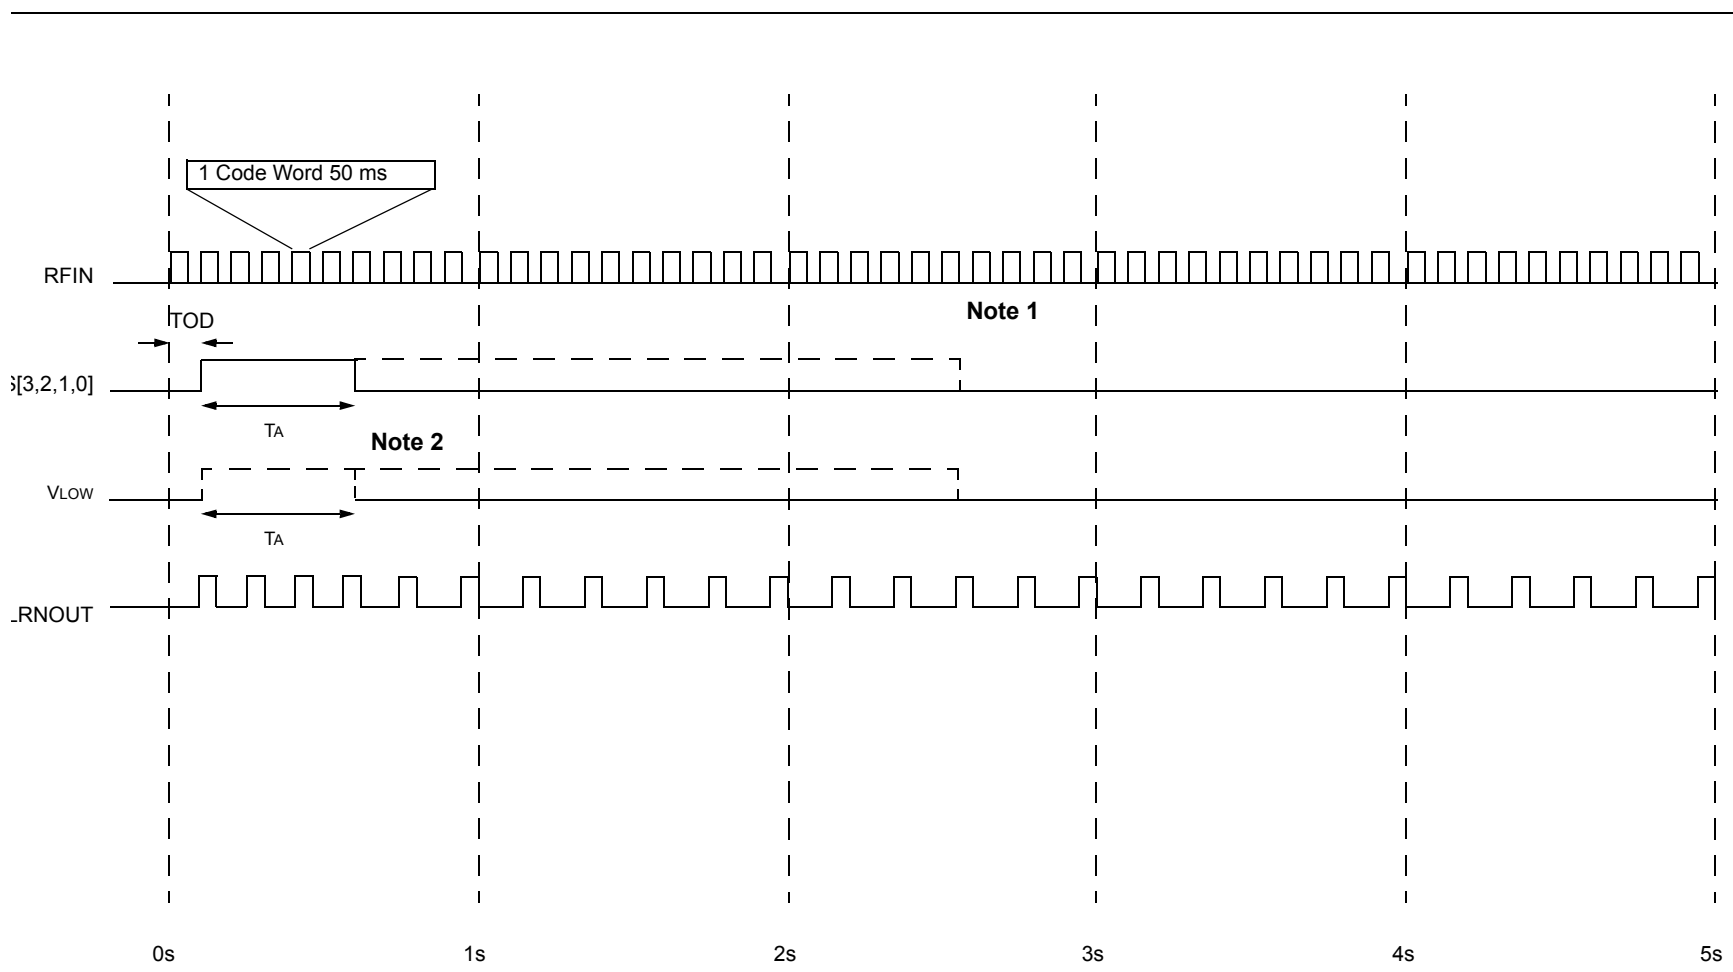 1 Code Word 50 ms
RFIN
Note 1
TOD
S[3,2,1,0]
TA
Note 2
VLOW
TA
LRNOUT
0s 1s 2s 3s 4s 5s